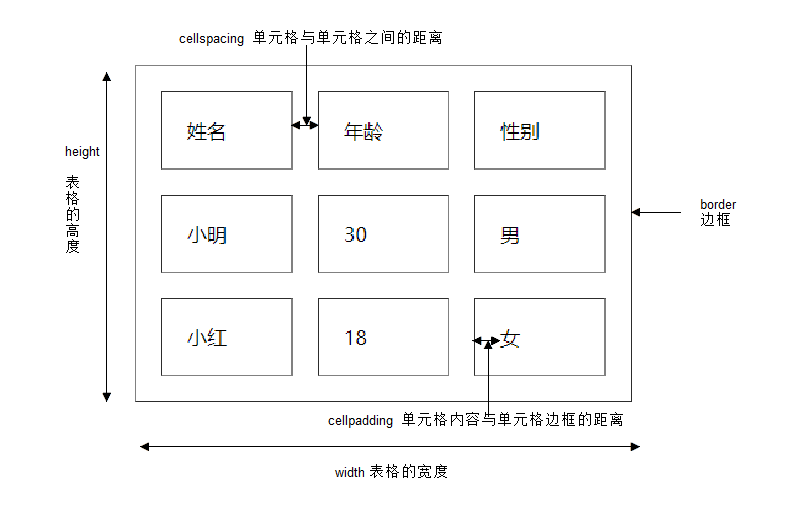 cellspacing 单元格与单元格之间的距离
姓名 年龄 性别
height
表格的高度
border
边框
小明 30 男
小红 18 女
cellpadding 单元格内容与单元格边框的距离
width 表格的宽度